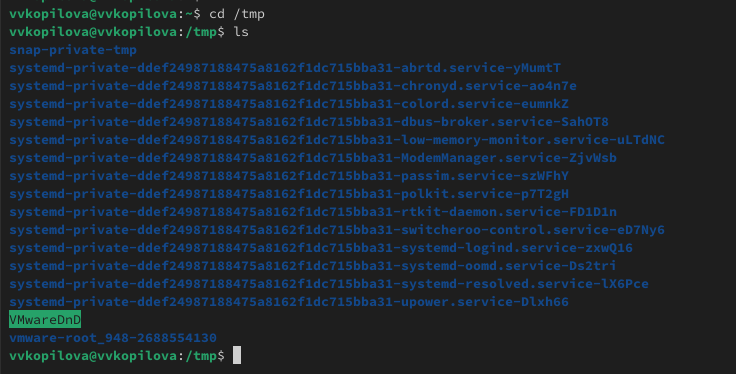 vvkopilova@vvkopilova:~$ cd /tmp
vvkopilova@vvkopilova:/tmp$ ls
snap-private-tmp
systemd-private-ddef24987188475a8162f1dc715bba31-abrtd.service-yMumtT
systemd-private-ddef24987188475a8162f1dc715bba31-chronyd.service-ao4n7e
systemd-private-ddef24987188475a8162f1dc715bba31-colord.service-eumnkZ
systemd-private-ddef24987188475a8162f1dc715bba31-dbus-broker.service-SahOT8
systemd-private-ddef24987188475a8162f1dc715bba31-low-memory-monitor.service-uLTdNC
systemd-private-ddef24987188475a8162f1dc715bba31-ModemManager.service-ZjvWsb
systemd-private-ddef24987188475a8162f1dc715bba31-passim.service-szWFhY
systemd-private-ddef24987188475a8162f1dc715bba31-polkit.service-p7T2gH
systemd-private-ddef24987188475a8162f1dc715bba31-rtkit-daemon.service-FD1D1n
systemd-private-ddef24987188475a8162f1dc715bba31-switcheroo-control.service-eD7Ny6
systemd-private-ddef24987188475a8162f1dc715bba31-systemd-logind.service-zxwQ16
systemd-private-ddef24987188475a8162f1dc715bba31-systemd-oomd.service-Ds2tri
systemd-private-ddef24987188475a8162f1dc715bba31-systemd-resolved.service-lX6Pce
systemd-private-ddef24987188475a8162f1dc715bba31-upower.service-Dlxh66
VMwareDnD
vmware-root_948-2688554130
vvkopilova@vvkopilova:/tmp$